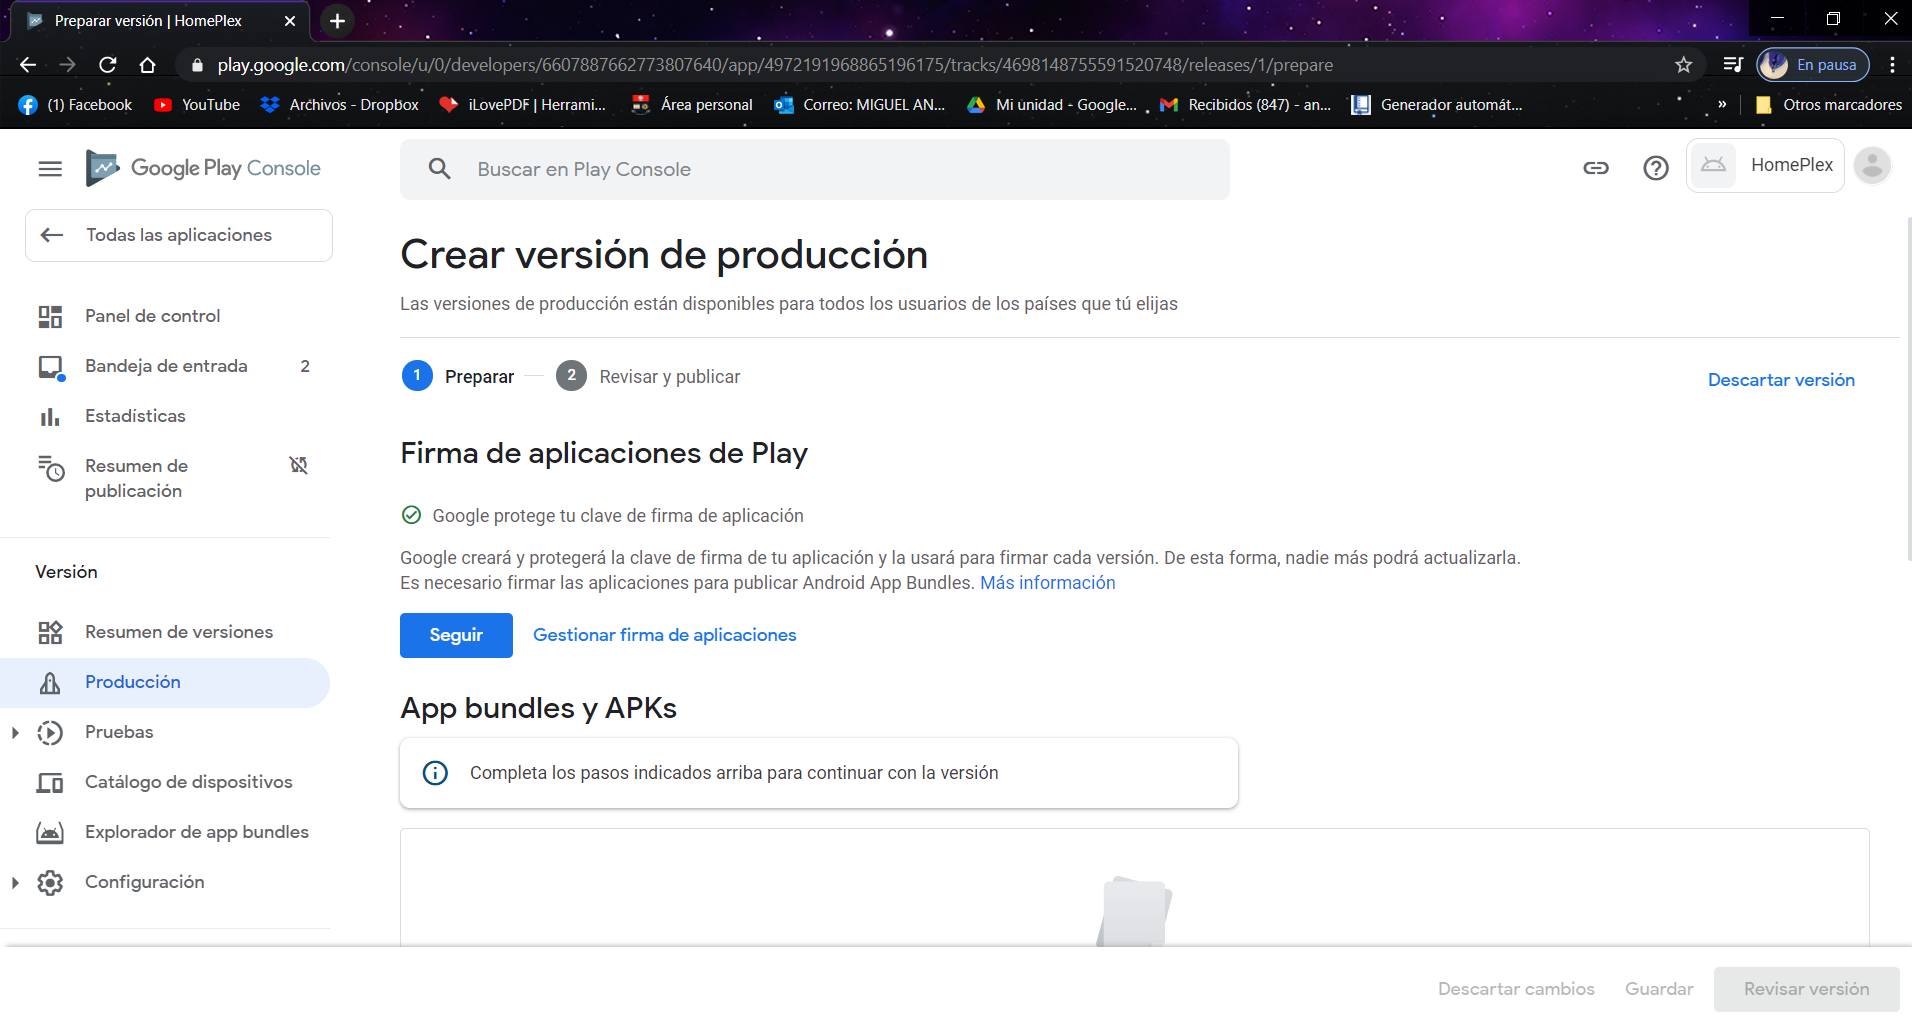 Preparar versión | HomePlex
play.google.com/console/u/0/developers/6607887662773807640/app/4972191968865196175/tracks/4698148755591520748/releases/1/prepare
En pausa
(1) Facebook
YouTube
Archivos - Dropbox
iLovePDF | Herrami...
Área personal
Correo: MIGUEL AN...
Mi unidad - Google...
Recibidos (847) - an...
Generador automát...
»
Otros marcadores
Google Play Console
Buscar en Play Console
HomePlex
Todas las aplicaciones
Panel de control
Bandeja de entrada 2
Estadísticas
Resumen de
publicación
Versión
Resumen de versiones
Producción
Pruebas
Catálogo de dispositivos
Explorador de app bundles
Configuración
Crear versión de producción
Las versiones de producción están disponibles para todos los usuarios de los países que tú elijas
1 Preparar 2 Revisar y publicar
Descartar versión
Firma de aplicaciones de Play
Google protege tu clave de firma de aplicación
Google creará y protegerá la clave de firma de tu aplicación y la usará para firmar cada versión. De esta forma, nadie más podrá actualizarla.
Es necesario firmar las aplicaciones para publicar Android App Bundles. Más información
Seguir Gestionar firma de aplicaciones
App bundles y APKs
Completa los pasos indicados arriba para continuar con la versión
Descartar cambios Guardar Revisar versión